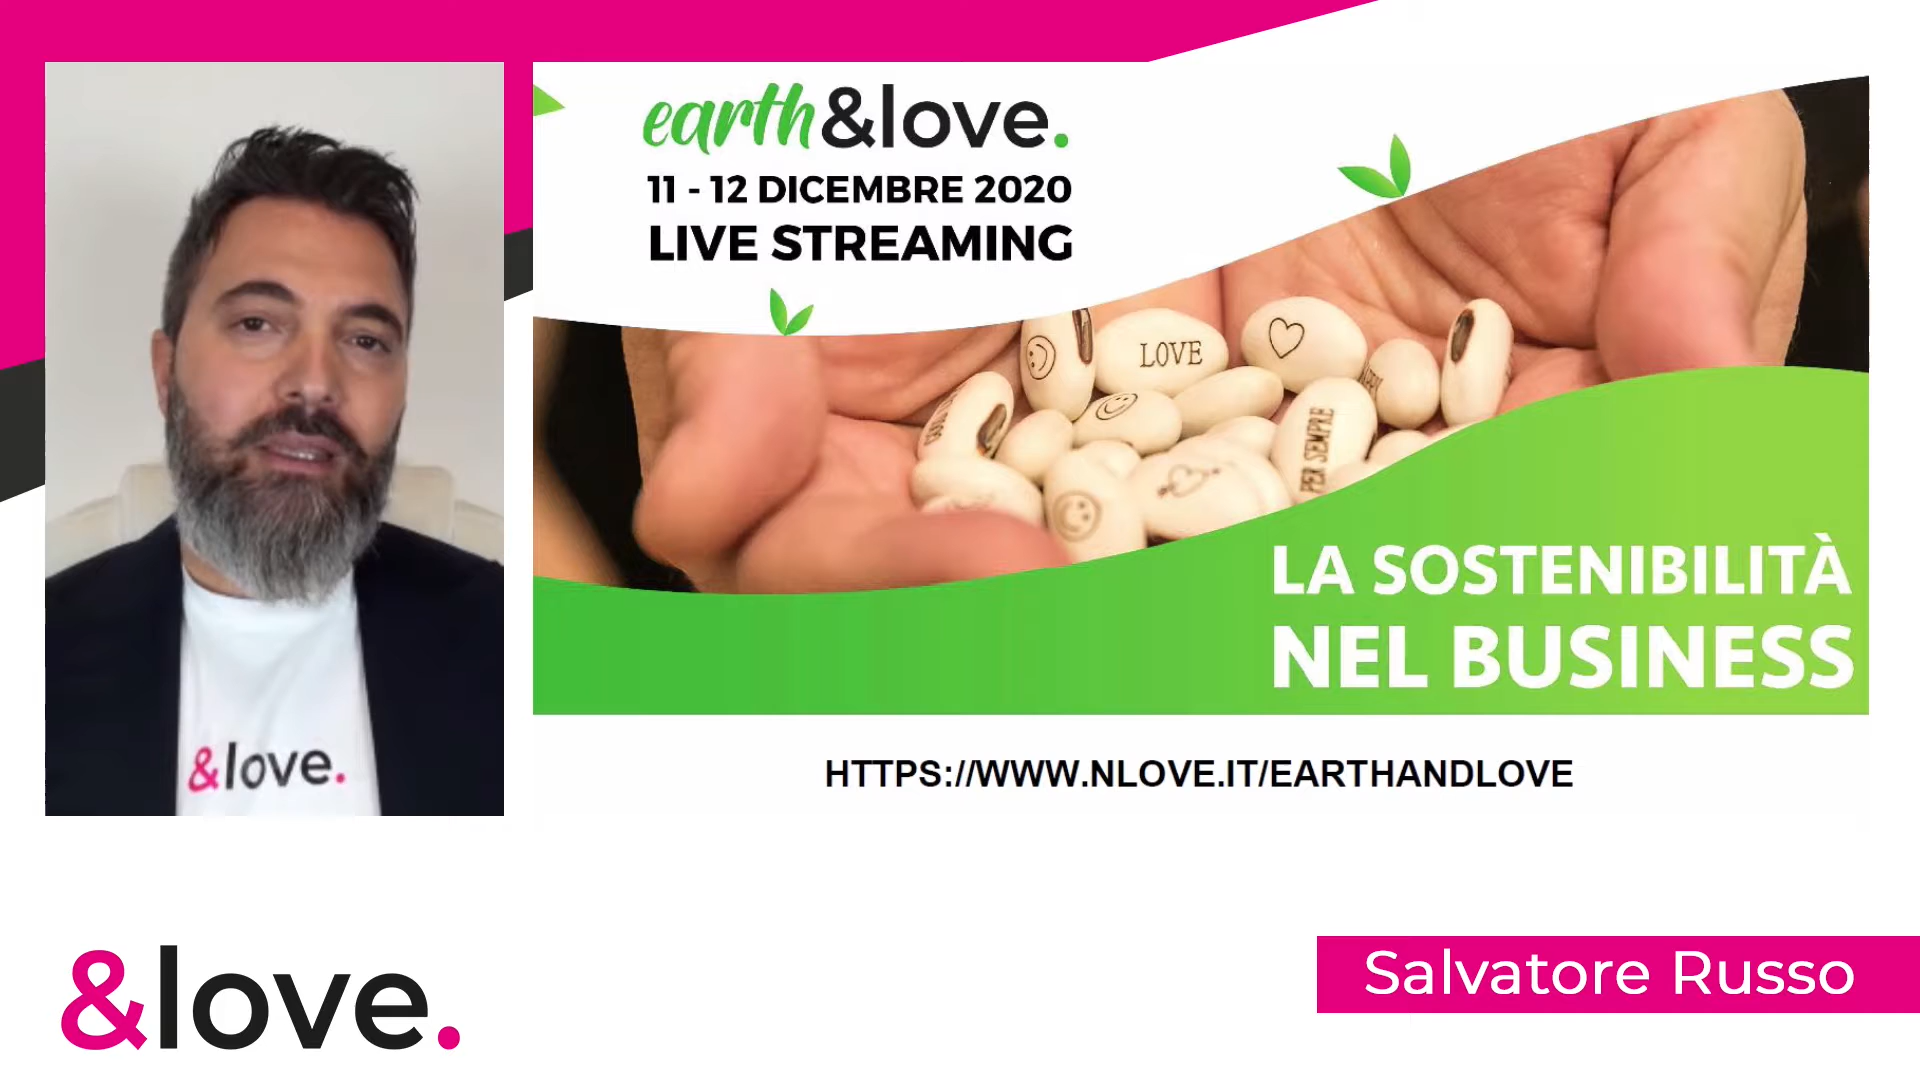 earth&love.
11 - 12 DICEMBRE 2020
LIVE STREAMING
LOVE
PER SEMPRE
LA SOSTENIBILITÀ
NEL BUSINESS
&love.
HTTPS://WWW.NLOVE.IT/EARTHANDLOVE
&love.
Salvatore Russo